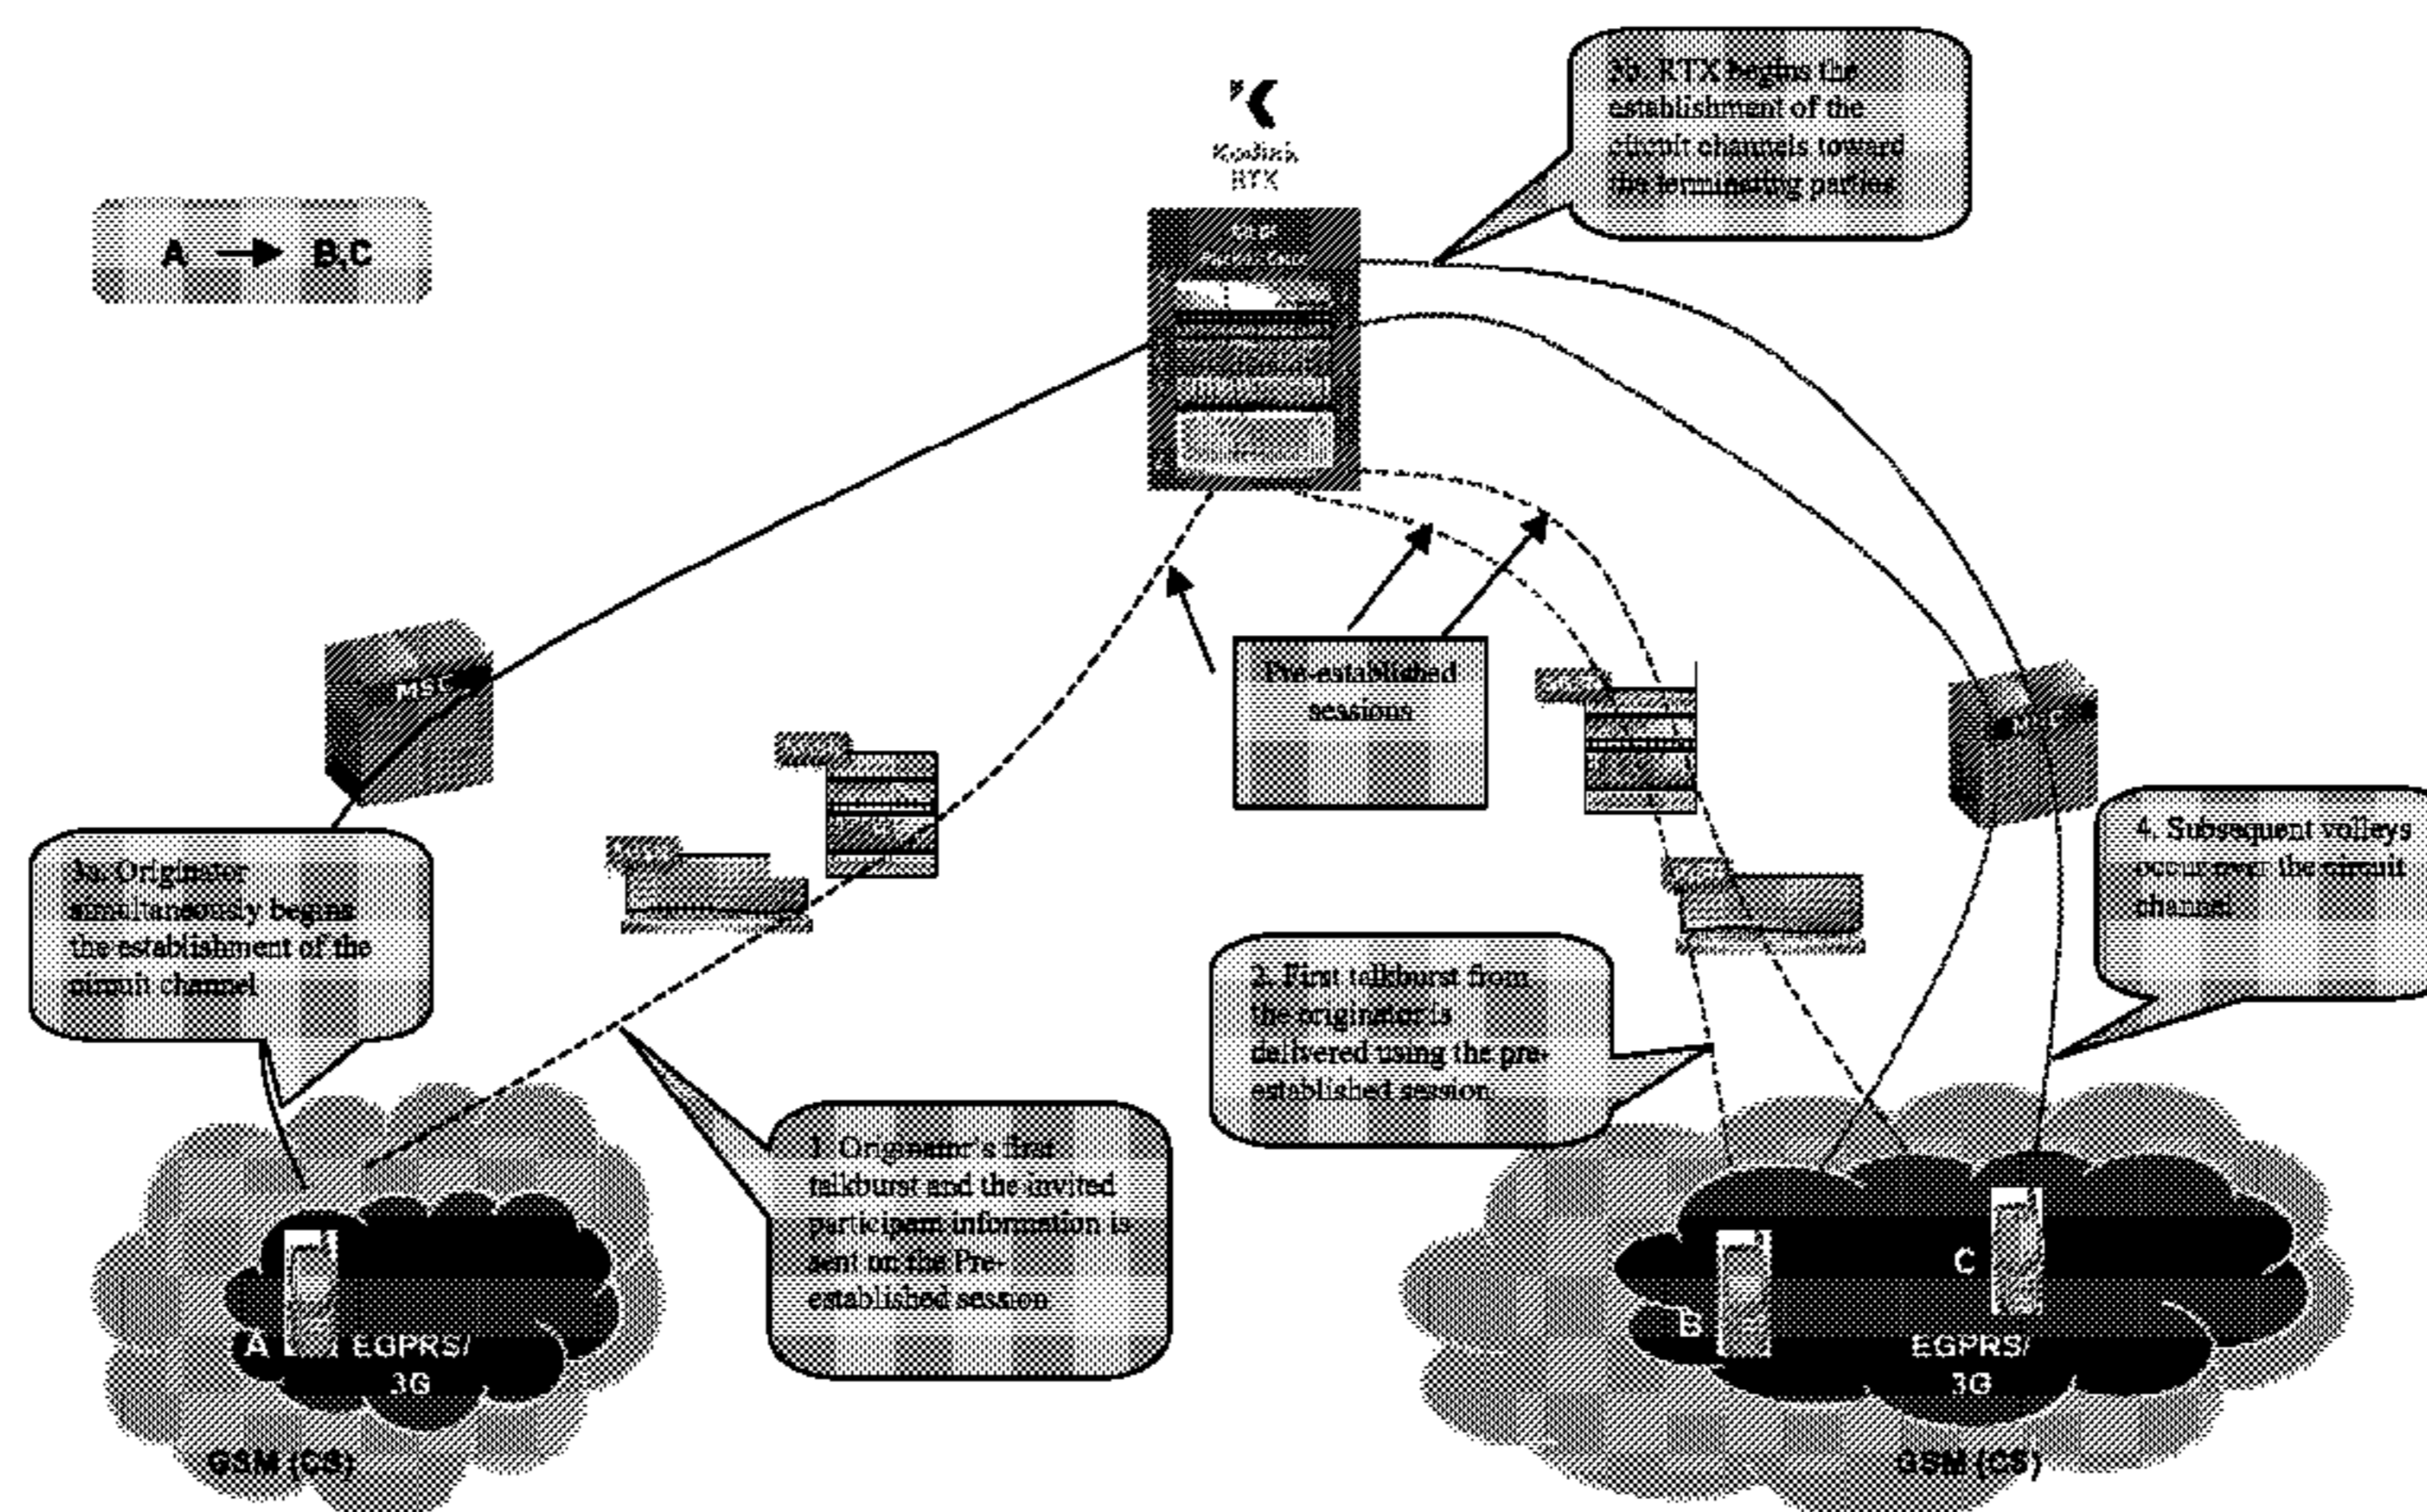 3b. RTX begins the
establishment of the
circuit channels toward
the terminating parties
Kodiak
RTX
A → B,C
MSC
Pre-established
sessions
3a. Originator
simultaneously begins
the establishment of the
circuit channel
4. Subsequent volleys
occur over the circuit
channel
2. First talkburst from
the originator is
delivered using the pre-
established session
1. Originator's first
talkburst and the invited
participant information is
sent on the Pre-
established session
A
EGPRS/
3G
GSM (CS)
C
B
EGPRS/
3G
GSM (CS)